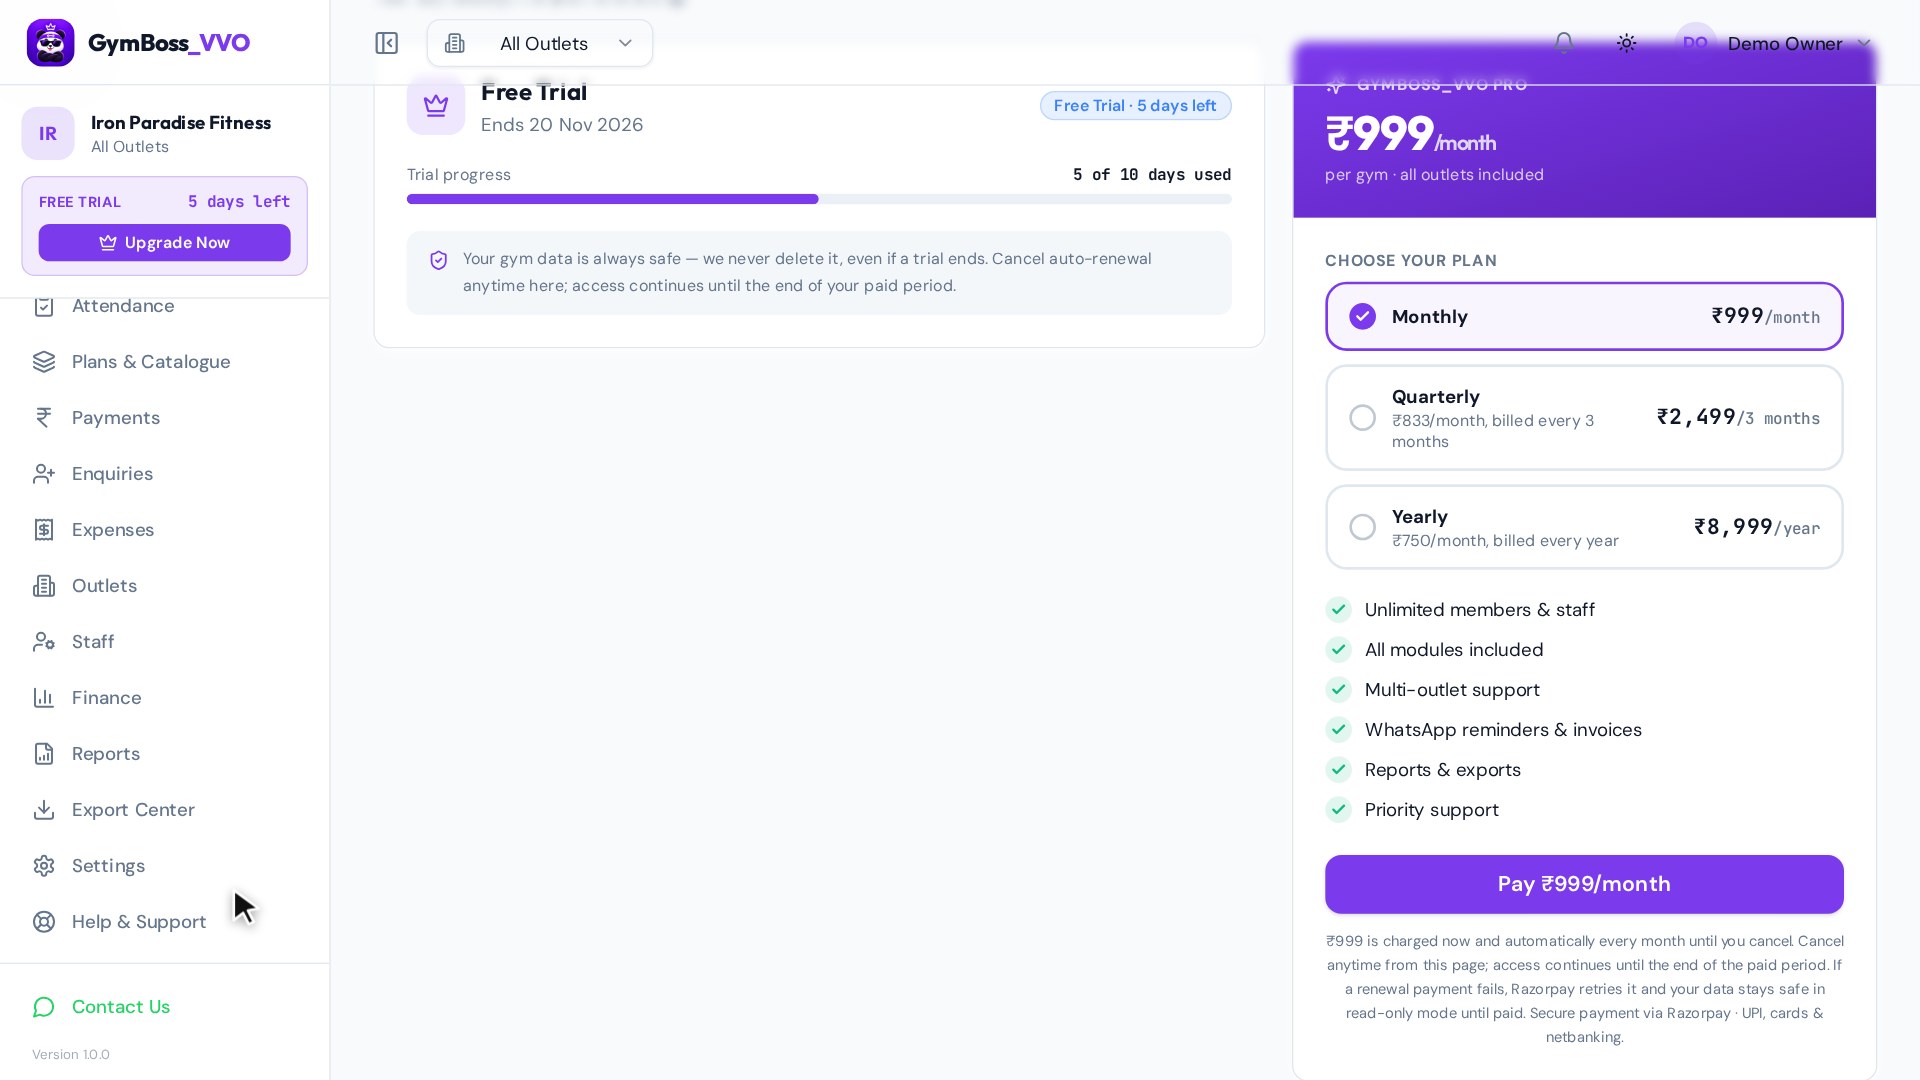 GymBoss_VVO
All Outlets
DO
Demo Owner
IR
Iron Paradise Fitness
All Outlets
FREE TRIAL
5 days left
Upgrade Now
Attendance
Plans & Catalogue
Payments
Enquiries
Expenses
Outlets
Staff
Finance
Reports
Export Center
Settings
Help & Support
Contact Us
Version 1.0.0
Free Trial
Ends 20 Nov 2026
Free Trial · 5 days left
Trial progress
5 of 10 days used
Your gym data is always safe — we never delete it, even if a trial ends. Cancel auto-renewal
anytime here; access continues until the end of your paid period.
GYMBOSS_VVO PRO
₹999/month
per gym · all outlets included
CHOOSE YOUR PLAN
Monthly
₹999/month
Quarterly
₹833/month, billed every 3
months
₹2,499/3 months
Yearly
₹750/month, billed every year
₹8,999/year
Unlimited members & staff
All modules included
Multi-outlet support
WhatsApp reminders & invoices
Reports & exports
Priority support
Pay ₹999/month
₹999 is charged now and automatically every month until you cancel. Cancel
anytime from this page; access continues until the end of the paid period. If
a renewal payment fails, Razorpay retries it and your data stays safe in
read-only mode until paid. Secure payment via Razorpay · UPI, cards &
netbanking.